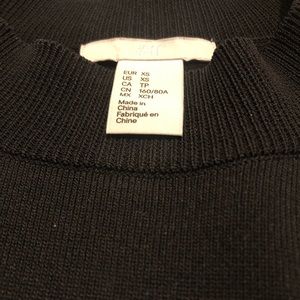 EUR XS
US XS
CA TP
CN 160/80A
MX XCH
Made in
China
Fabriqué en
Chine